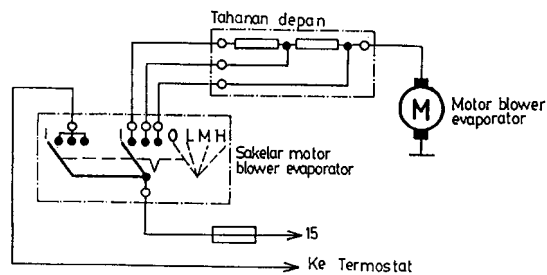 Tahanan depan
M
Motor blower
evaporator
O L M H
Sakelar motor
blower evaporator
15
Ke Termostat